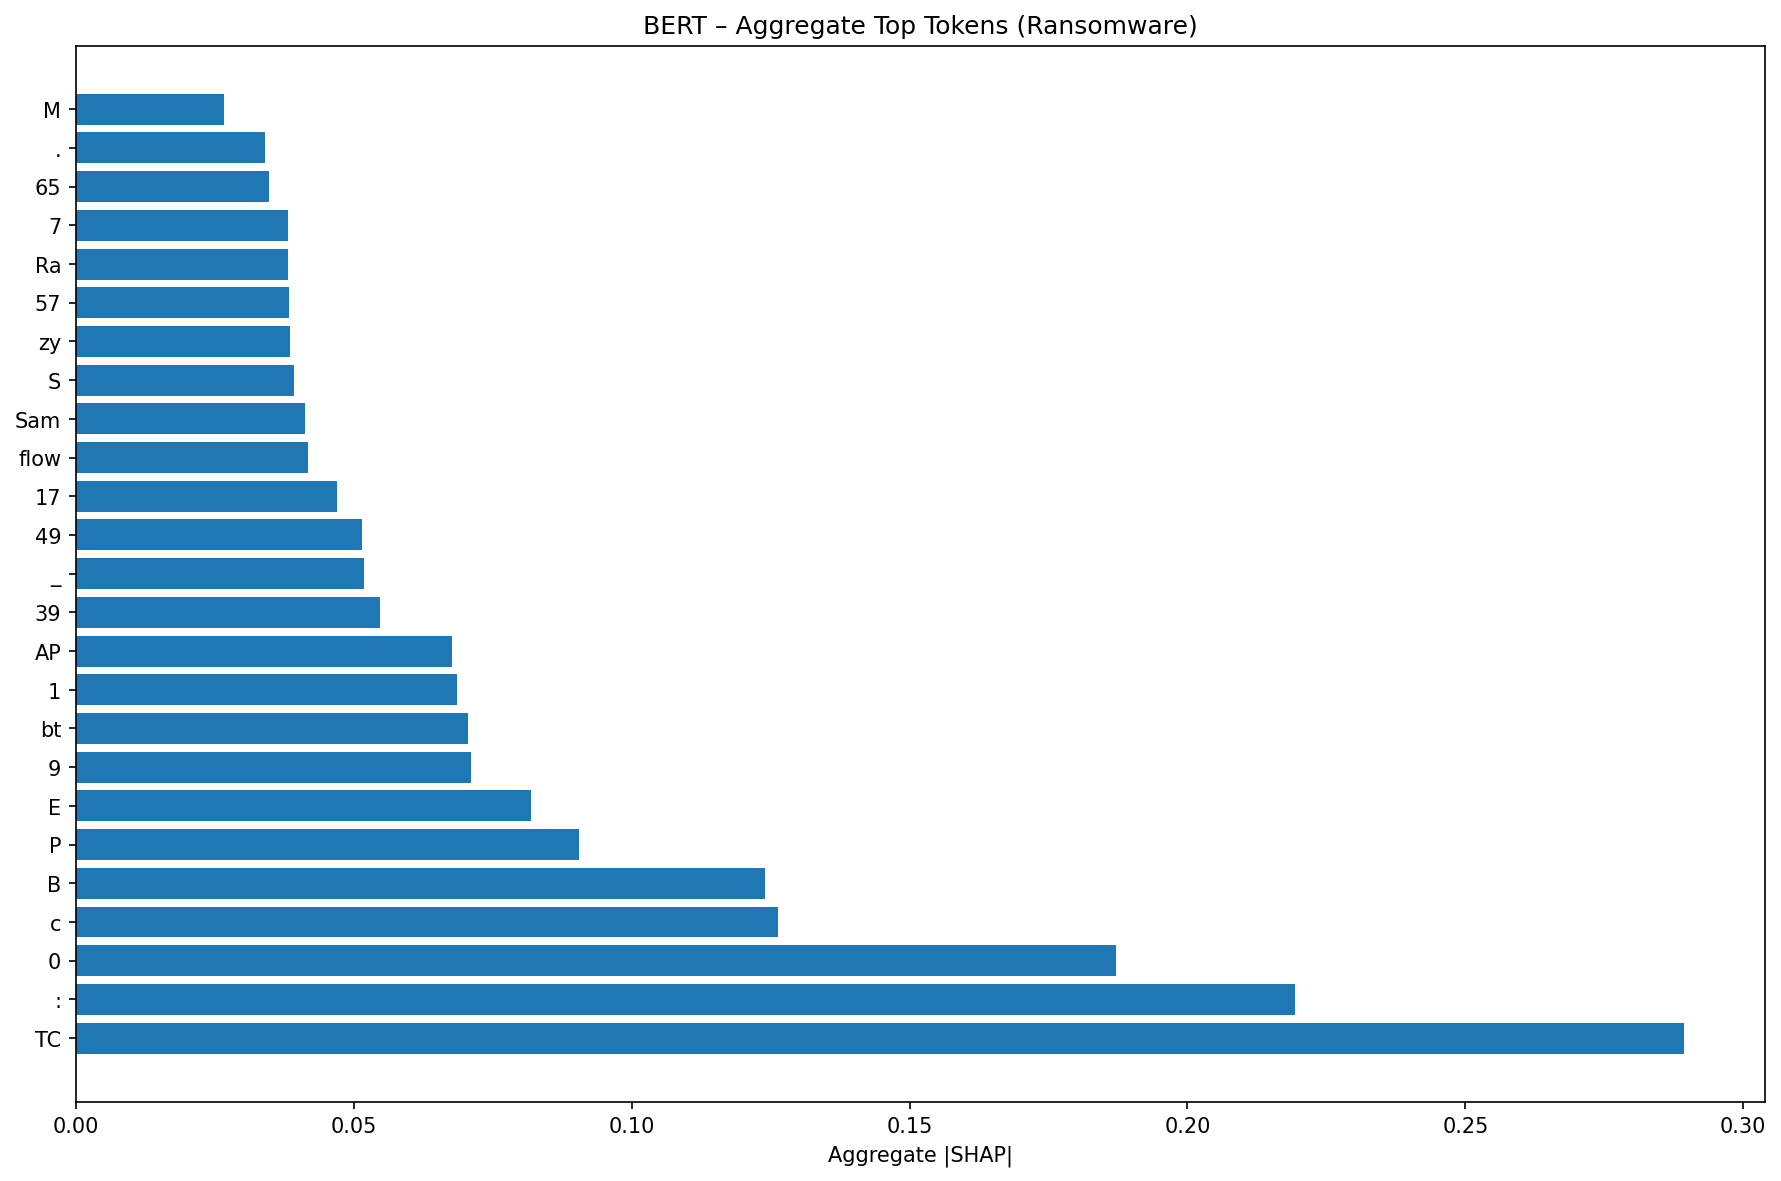 BERT – Aggregate Top Tokens (Ransomware)
M
.
65
7
Ra
57
zy
S
Sam
flow
17
49
_
39
AP
1
bt
9
E
P
B
c
0
:
TC
0.00 0.05 0.10 0.15 0.20 0.25 0.30
Aggregate |SHAP|